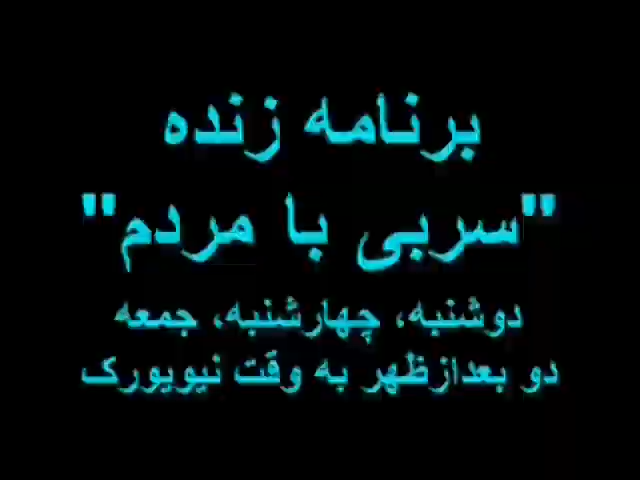 برنامه زنده
"سربی با مردم"
دوشنبه، چهارشنبه، جمعه
دو بعدازظهر به وقت نیویورک